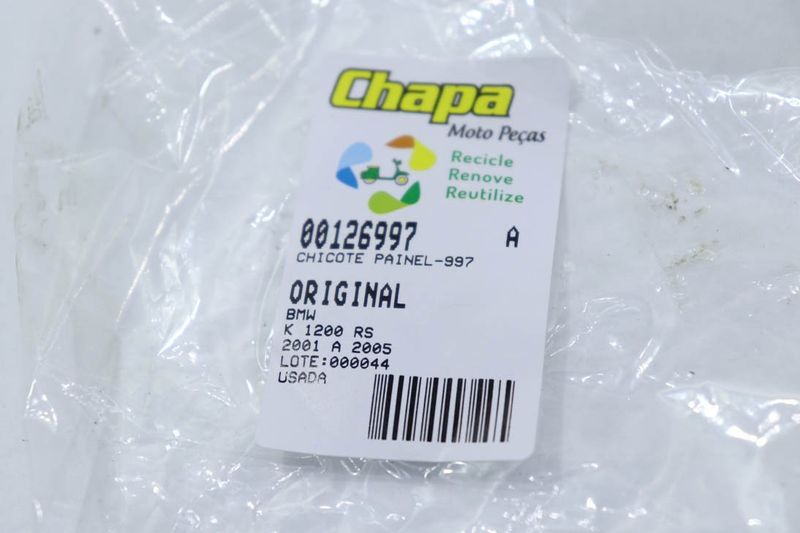 Chapa
Moto Peças
Recicle
Renove
Reutilize
00126997 A
CHICOTE PAINEL-997
ORIGINAL
BMW
K 1200 RS
2001 A 2005
LOTE:000044
USADA